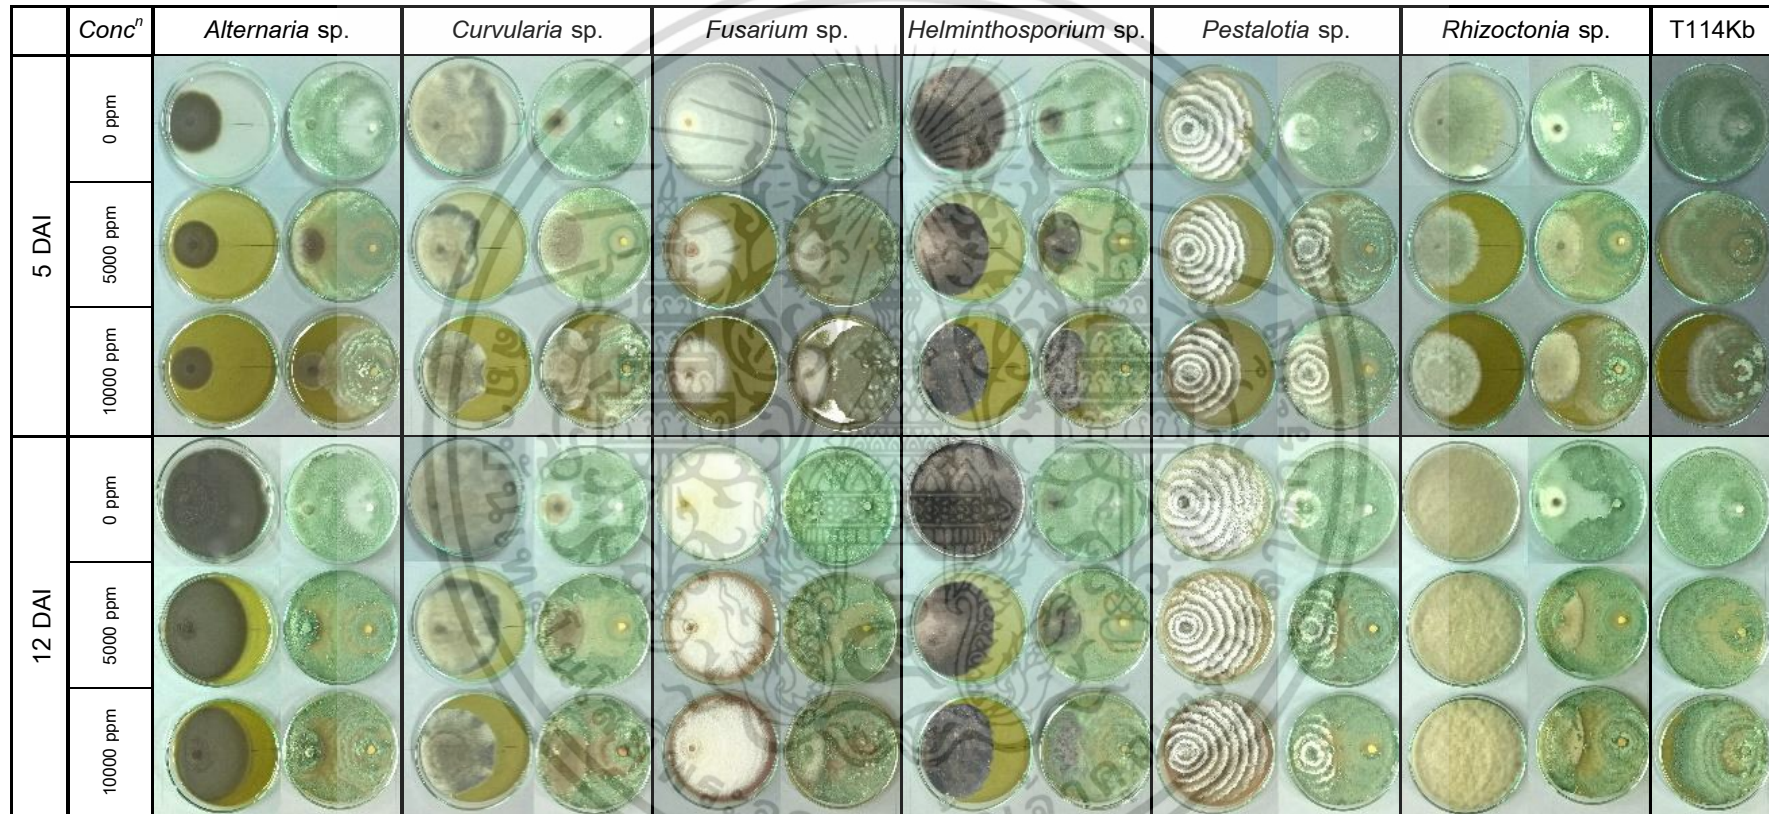 Concⁿ Alternaria sp. Curvularia sp. Fusarium sp. Helminthosporium sp. Pestalotia sp. Rhizoctonia sp. T114Kb
5 DAI
0 ppm
5000 ppm
10000 ppm
12 DAI
0 ppm
5000 ppm
10000 ppm